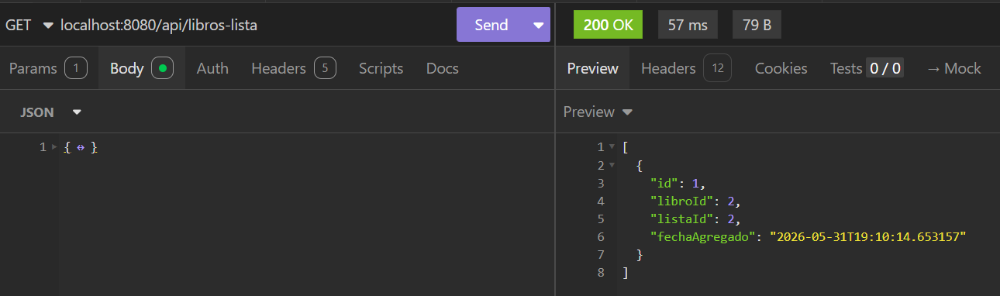 GET localhost:8080/api/libros-lista Send 200 OK 57 ms 79 B
Params 1 Body Auth Headers 5 Scripts Docs Preview Headers 12 Cookies Tests 0 / 0 → Mock
JSON Preview
1 { ↔ } 1 [
2 {
3 "id": 1,
4 "libroId": 2,
5 "listaId": 2,
6 "fechaAgregado": "2026-05-31T19:10:14.653157"
7 }
8 ]